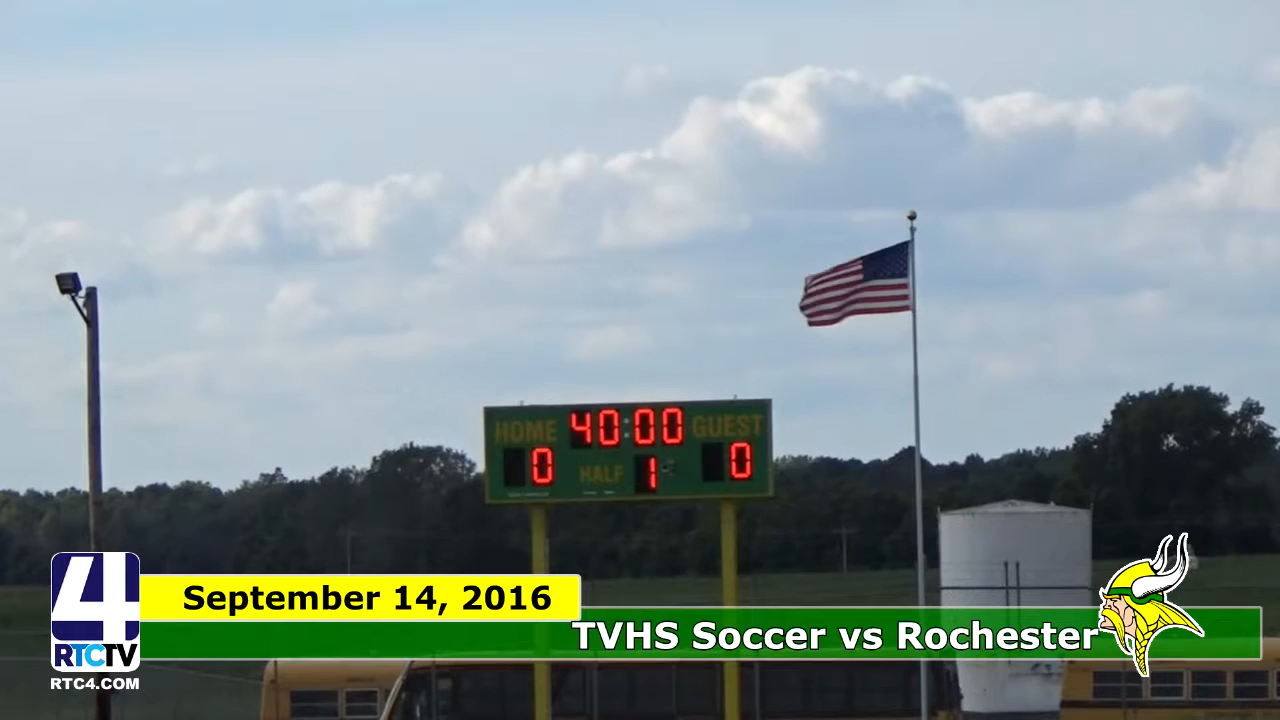 40:00
HOME GUEST
0 HALF 1 0
September 14, 2016
TVHS Soccer vs Rochester
4
RTCTV
RTC4.COM